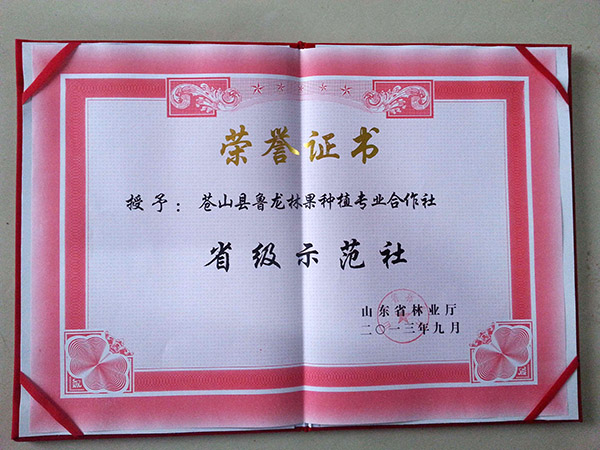 荣誉证书
授予：苍山县鲁龙林果种植专业合作社
省级示范社
山东省林业厅
二〇一三年九月